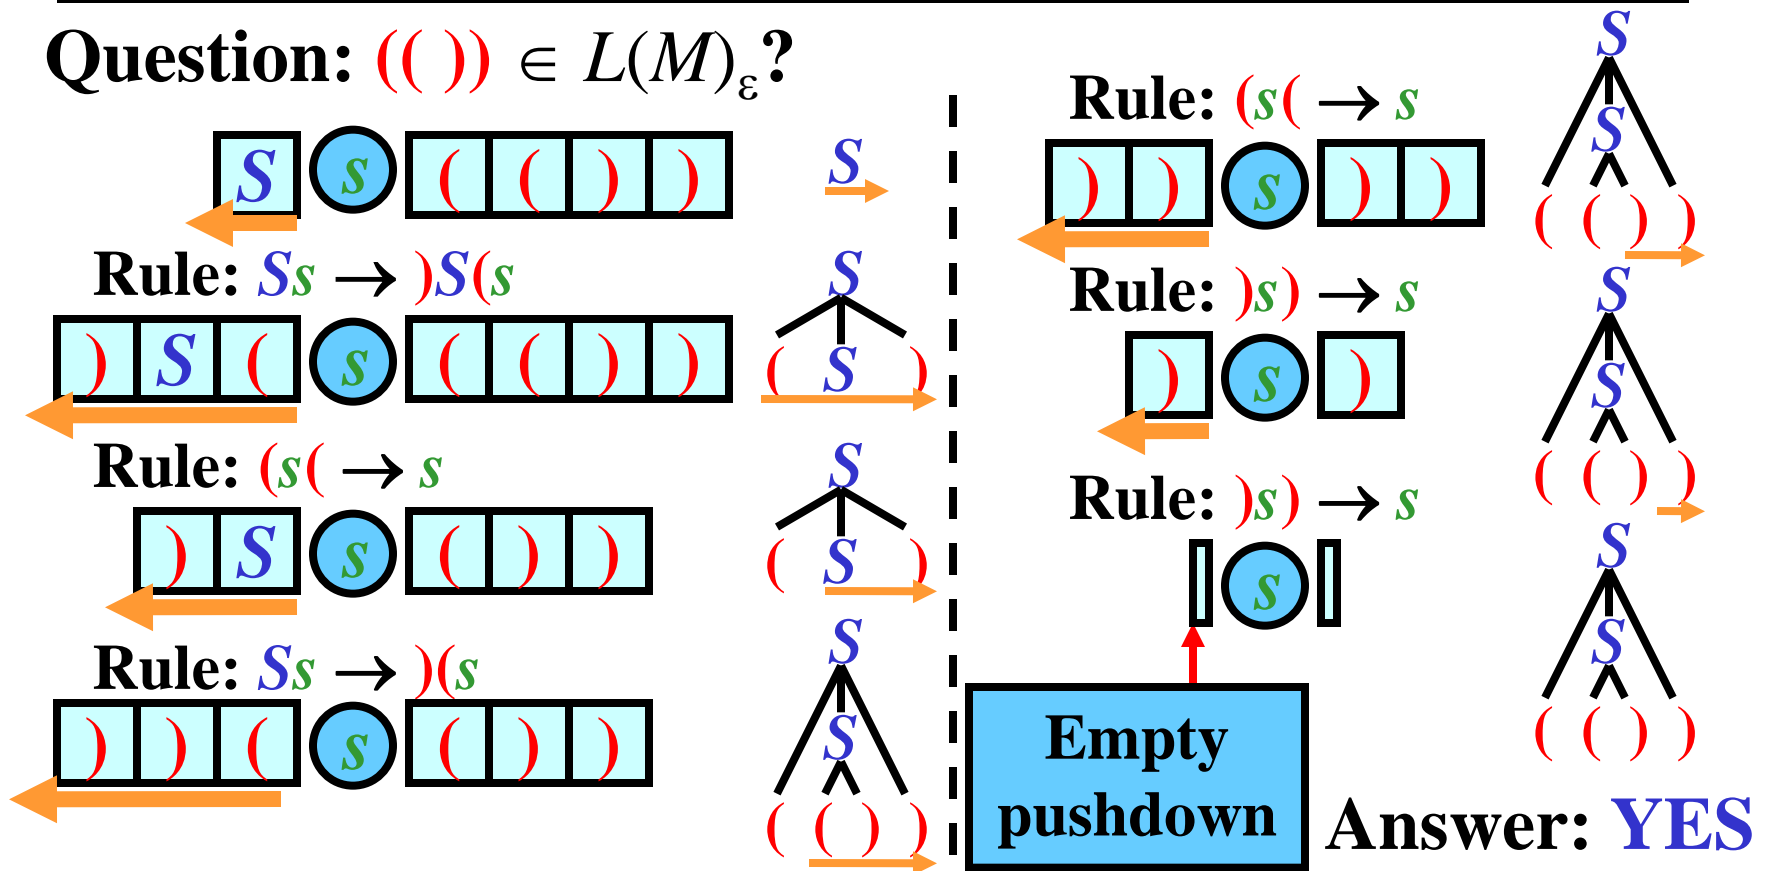 Question: (( )) ∈ L(M)ε?
S s ( ( ) )
S
Rule: Ss → )S(s
) S ( s ( ( ) )
S
( S )
Rule: (s( → s
) S s ( ) )
S
( S )
Rule: Ss → )(s
) ) ( s ( ) )
S
S
( ( ) )
Rule: (s( → s
) ) s ) )
S
S
( ( ) )
Rule: )s) → s
) s )
S
S
( ( ) )
Rule: )s) → s
s
S
S
( ( ) )
Empty
pushdown
Answer: YES